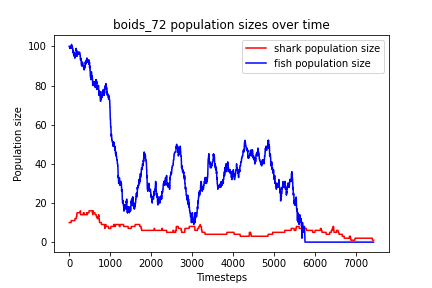 boids_72 population sizes over time
shark population size
fish population size
Population size
100
80
60
40
20
0
0 1000 2000 3000 4000 5000 6000 7000
Timesteps